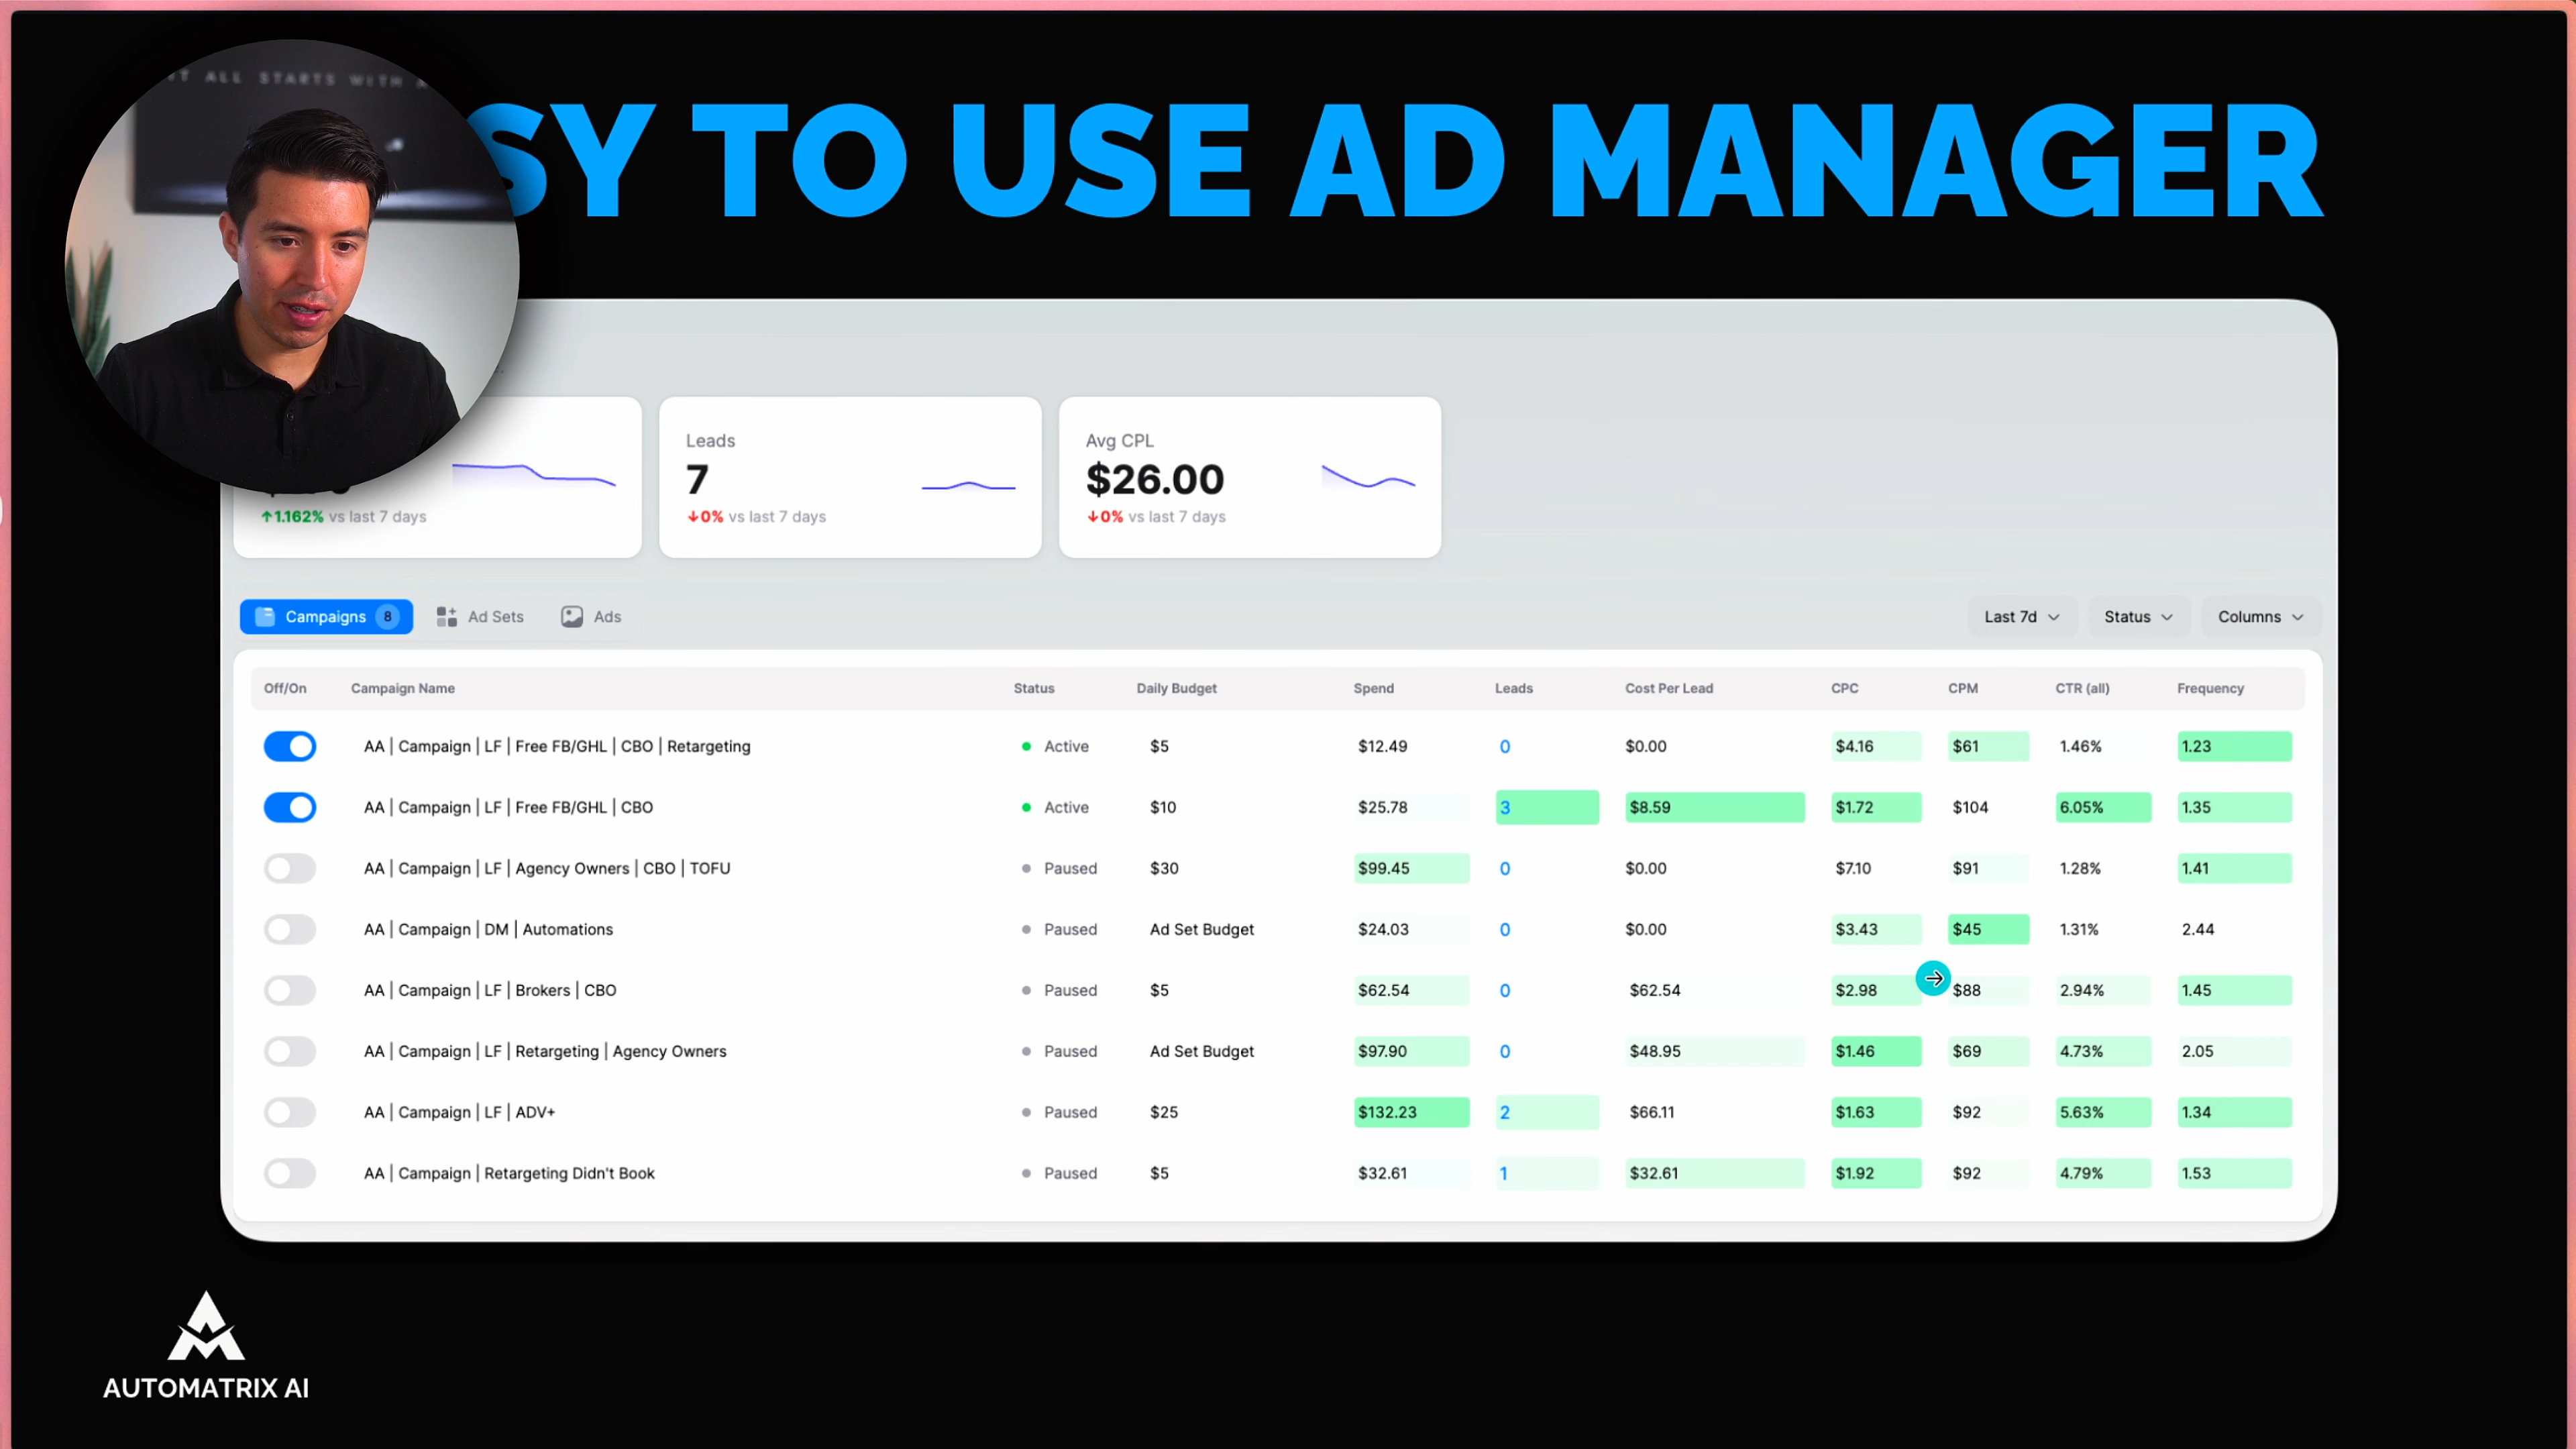 IT ALL STARTS WITH A
SY TO USE AD MANAGER
↑1.162% vs last 7 days
Leads
7
↓0% vs last 7 days
Avg CPL
$26.00
↓0% vs last 7 days
Campaigns 8 Ad Sets Ads Last 7d Status Columns
Off/On Campaign Name Status Daily Budget Spend Leads Cost Per Lead CPC CPM CTR (all) Frequency
AA | Campaign | LF | Free FB/GHL | CBO | Retargeting Active $5 $12.49 0 $0.00 $4.16 $61 1.46% 1.23
AA | Campaign | LF | Free FB/GHL | CBO Active $10 $25.78 3 $8.59 $1.72 $104 6.05% 1.35
AA | Campaign | LF | Agency Owners | CBO | TOFU Paused $30 $99.45 0 $0.00 $7.10 $91 1.28% 1.41
AA | Campaign | DM | Automations Paused Ad Set Budget $24.03 0 $0.00 $3.43 $45 1.31% 2.44
AA | Campaign | LF | Brokers | CBO Paused $5 $62.54 0 $62.54 $2.98 $88 2.94% 1.45
AA | Campaign | LF | Retargeting | Agency Owners Paused Ad Set Budget $97.90 0 $48.95 $1.46 $69 4.73% 2.05
AA | Campaign | LF | ADV+ Paused $25 $132.23 2 $66.11 $1.63 $92 5.63% 1.34
AA | Campaign | Retargeting Didn't Book Paused $5 $32.61 1 $32.61 $1.92 $92 4.79% 1.53
AUTOMATRIX AI